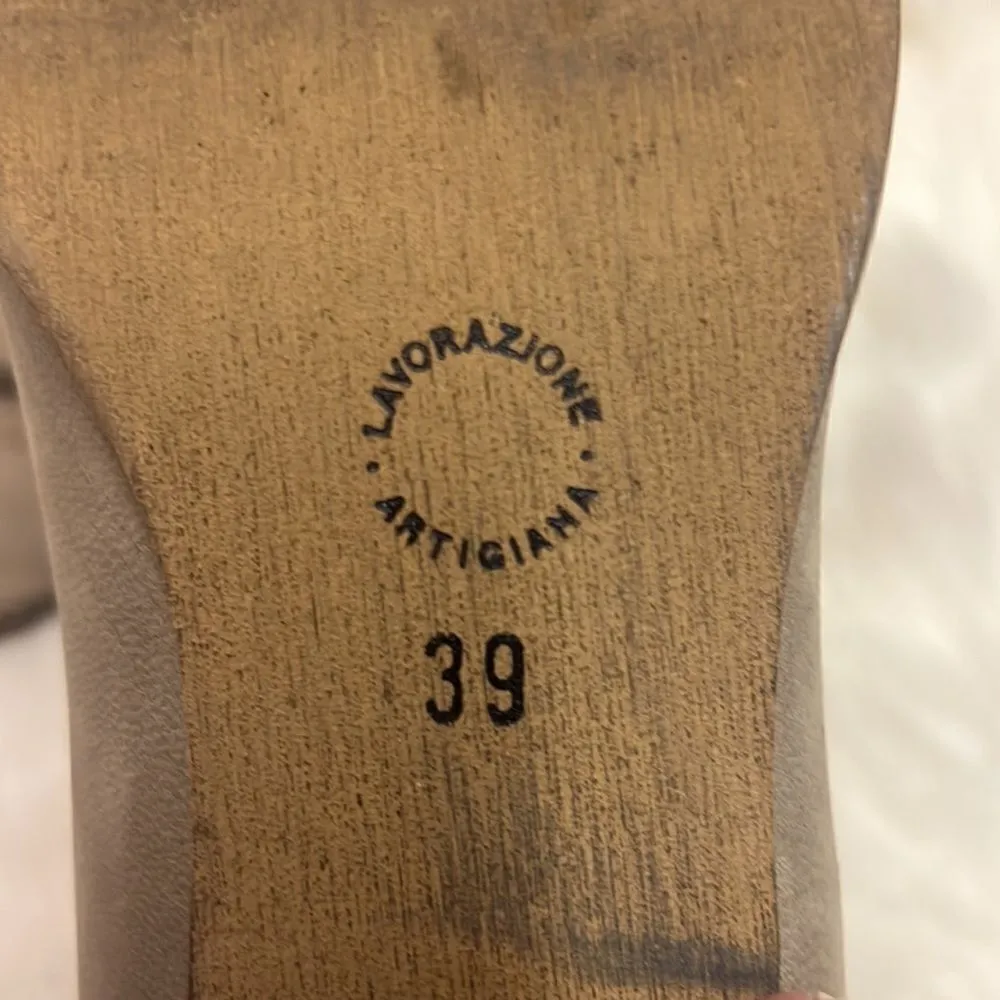 LAVORAZIONE
· ARTIGIANA ·
39